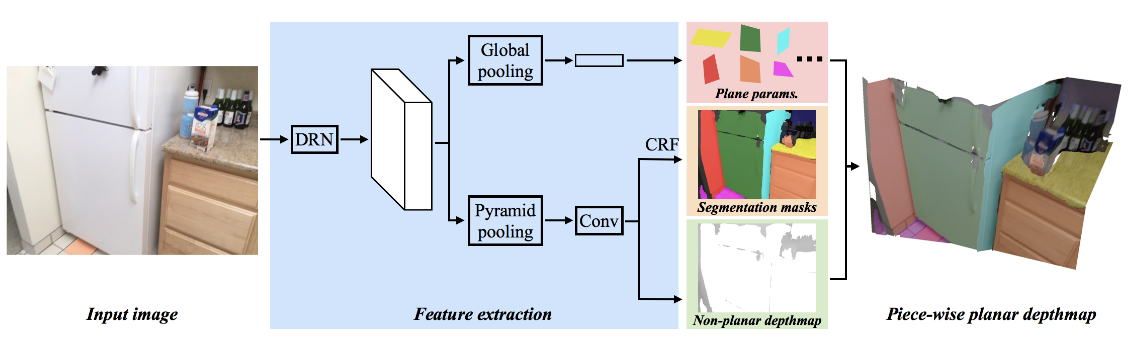 Global
pooling
Plane params.
DRN
CRF
Segmentation masks
Pyramid
pooling
Conv
Input image
Feature extraction
Non-planar depthmap
Piece-wise planar depthmap